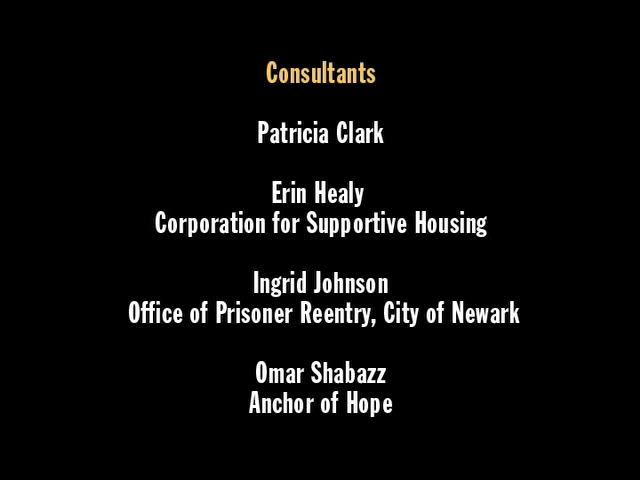 Consultants
Patricia Clark
Erin Healy
Corporation for Supportive Housing
Ingrid Johnson
Office of Prisoner Reentry, City of Newark
Omar Shabazz
Anchor of Hope